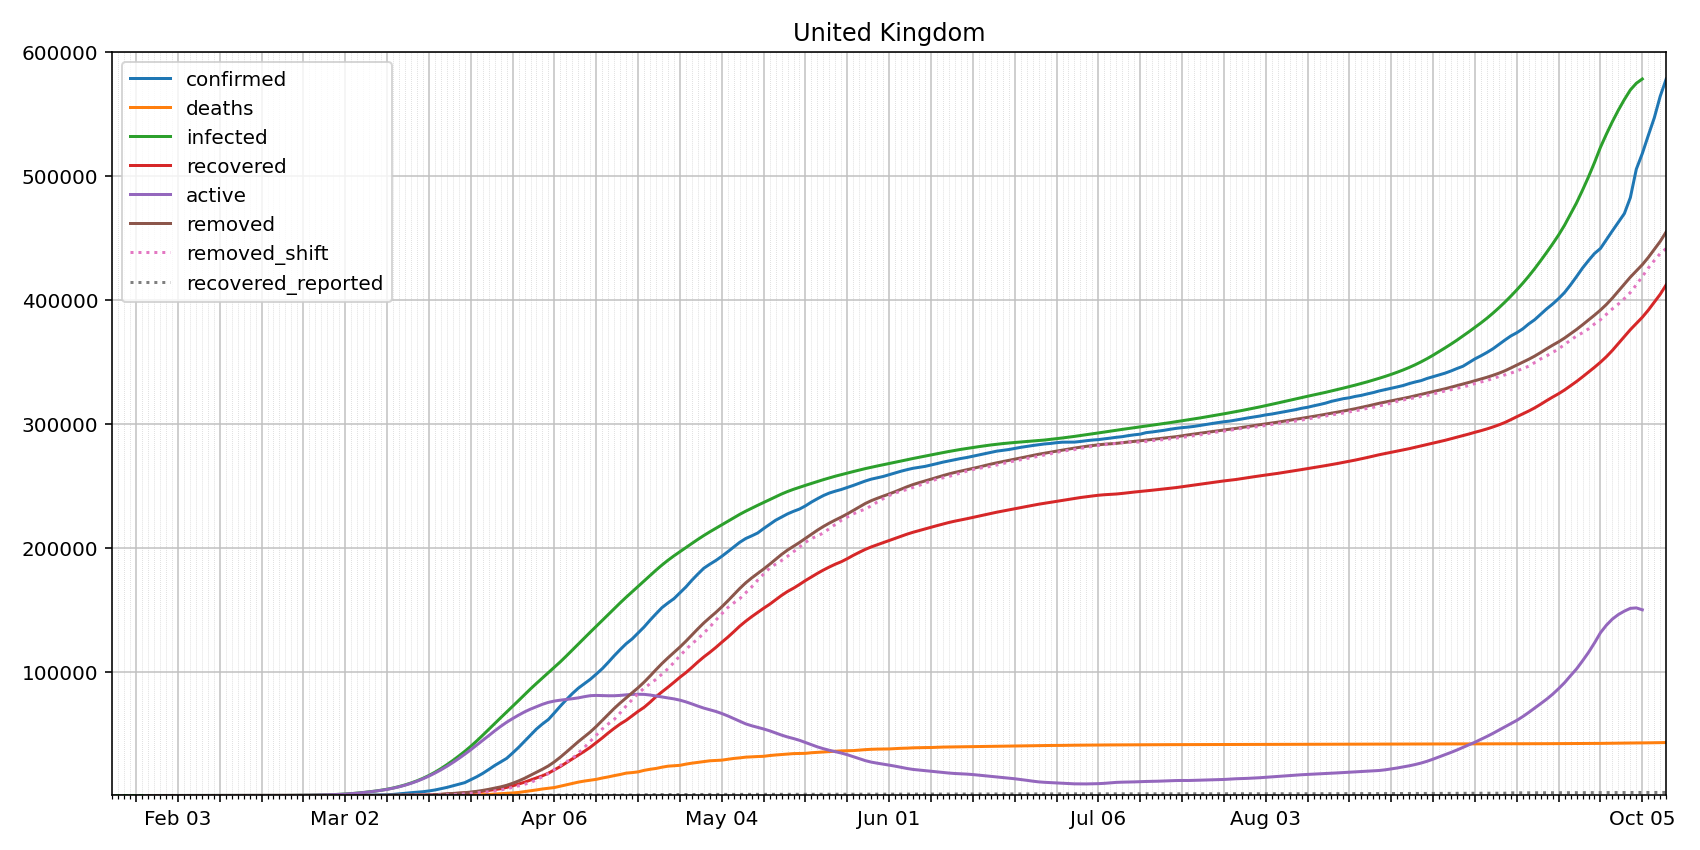 United Kingdom
600000
500000
400000
300000
200000
100000
confirmed
deaths
infected
recovered
active
removed
removed_shift
recovered_reported
Feb 03 Mar 02 Apr 06 May 04 Jun 01 Jul 06 Aug 03 Oct 05